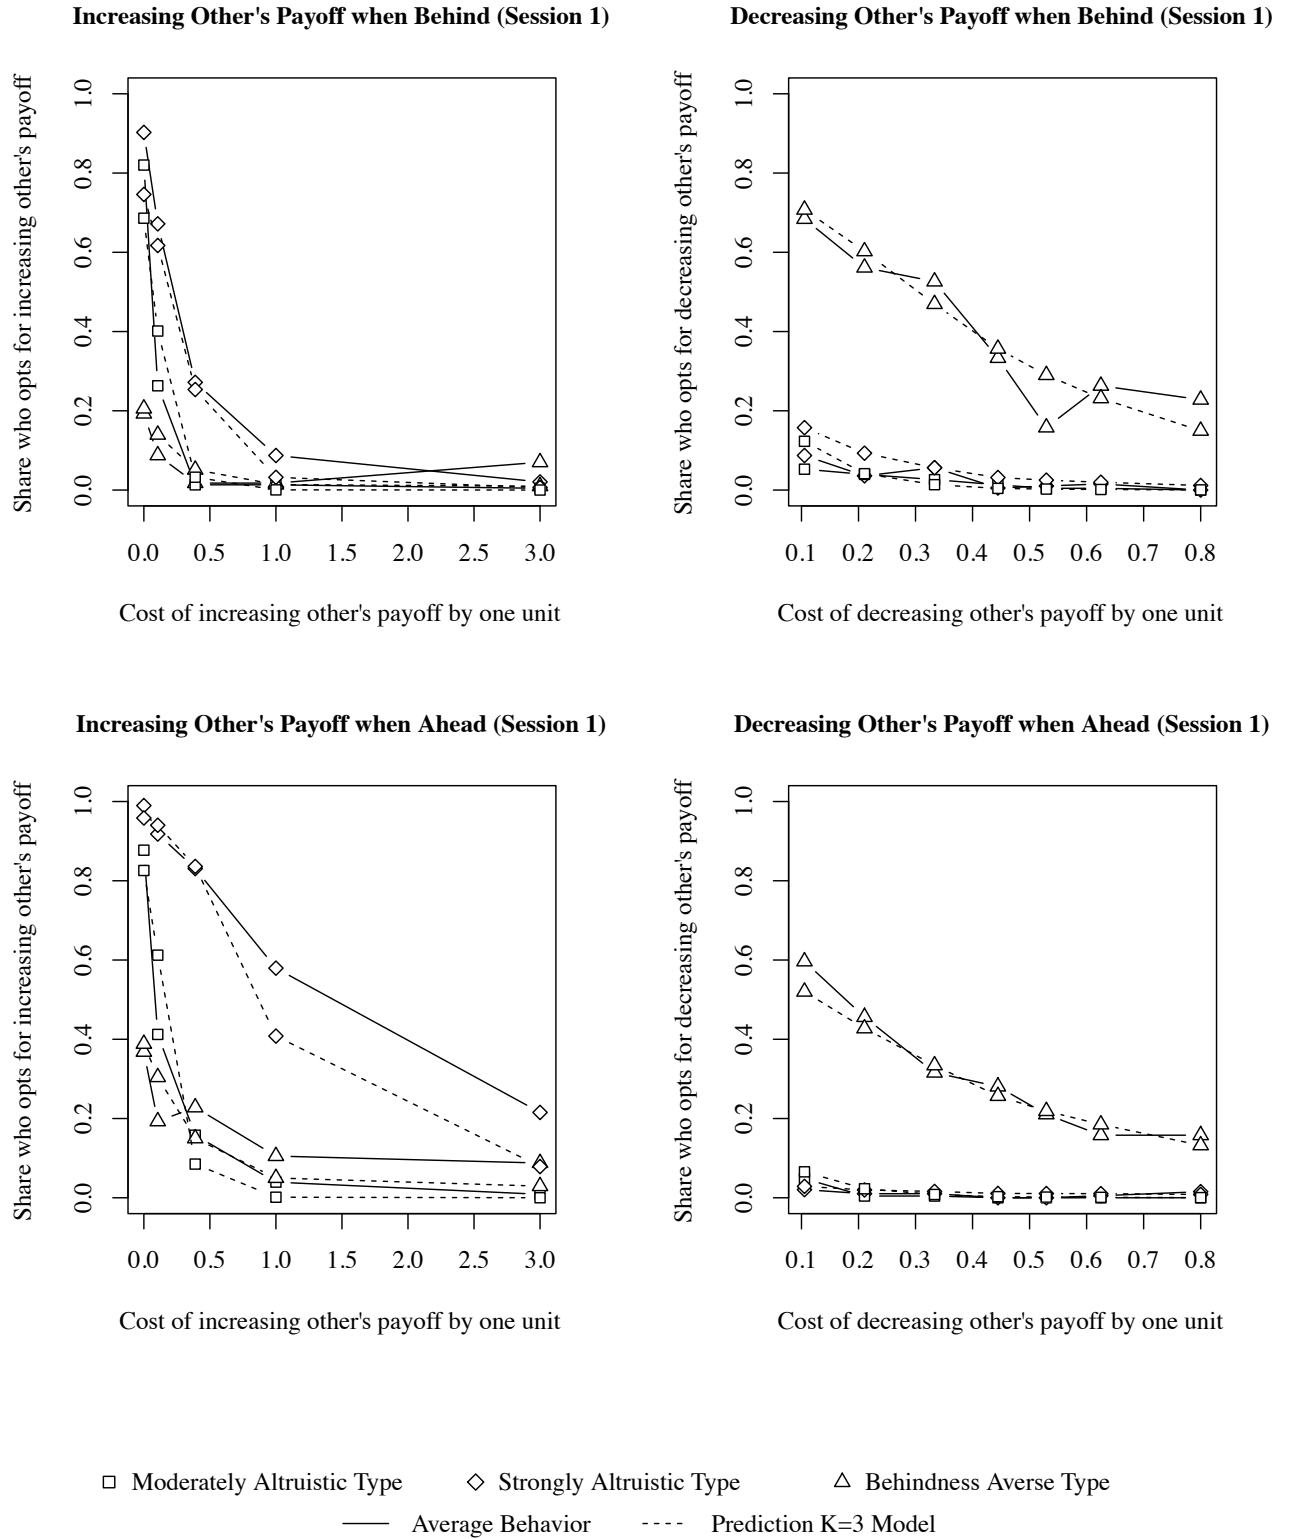 Increasing Other's Payoff when Behind (Session 1)
Share who opts for increasing other's payoff
1.0
0.8
0.6
0.4
0.2
0.0
0.0 0.5 1.0 1.5 2.0 2.5 3.0
Cost of increasing other's payoff by one unit
Decreasing Other's Payoff when Behind (Session 1)
Share who opts for decreasing other's payoff
1.0
0.8
0.6
0.4
0.2
0.0
0.1 0.2 0.3 0.4 0.5 0.6 0.7 0.8
Cost of decreasing other's payoff by one unit
Increasing Other's Payoff when Ahead (Session 1)
Share who opts for increasing other's payoff
1.0
0.8
0.6
0.4
0.2
0.0
0.0 0.5 1.0 1.5 2.0 2.5 3.0
Cost of increasing other's payoff by one unit
Decreasing Other's Payoff when Ahead (Session 1)
Share who opts for decreasing other's payoff
1.0
0.8
0.6
0.4
0.2
0.0
0.1 0.2 0.3 0.4 0.5 0.6 0.7 0.8
Cost of decreasing other's payoff by one unit
Moderately Altruistic Type Strongly Altruistic Type Behindness Averse Type
Average Behavior Prediction K=3 Model